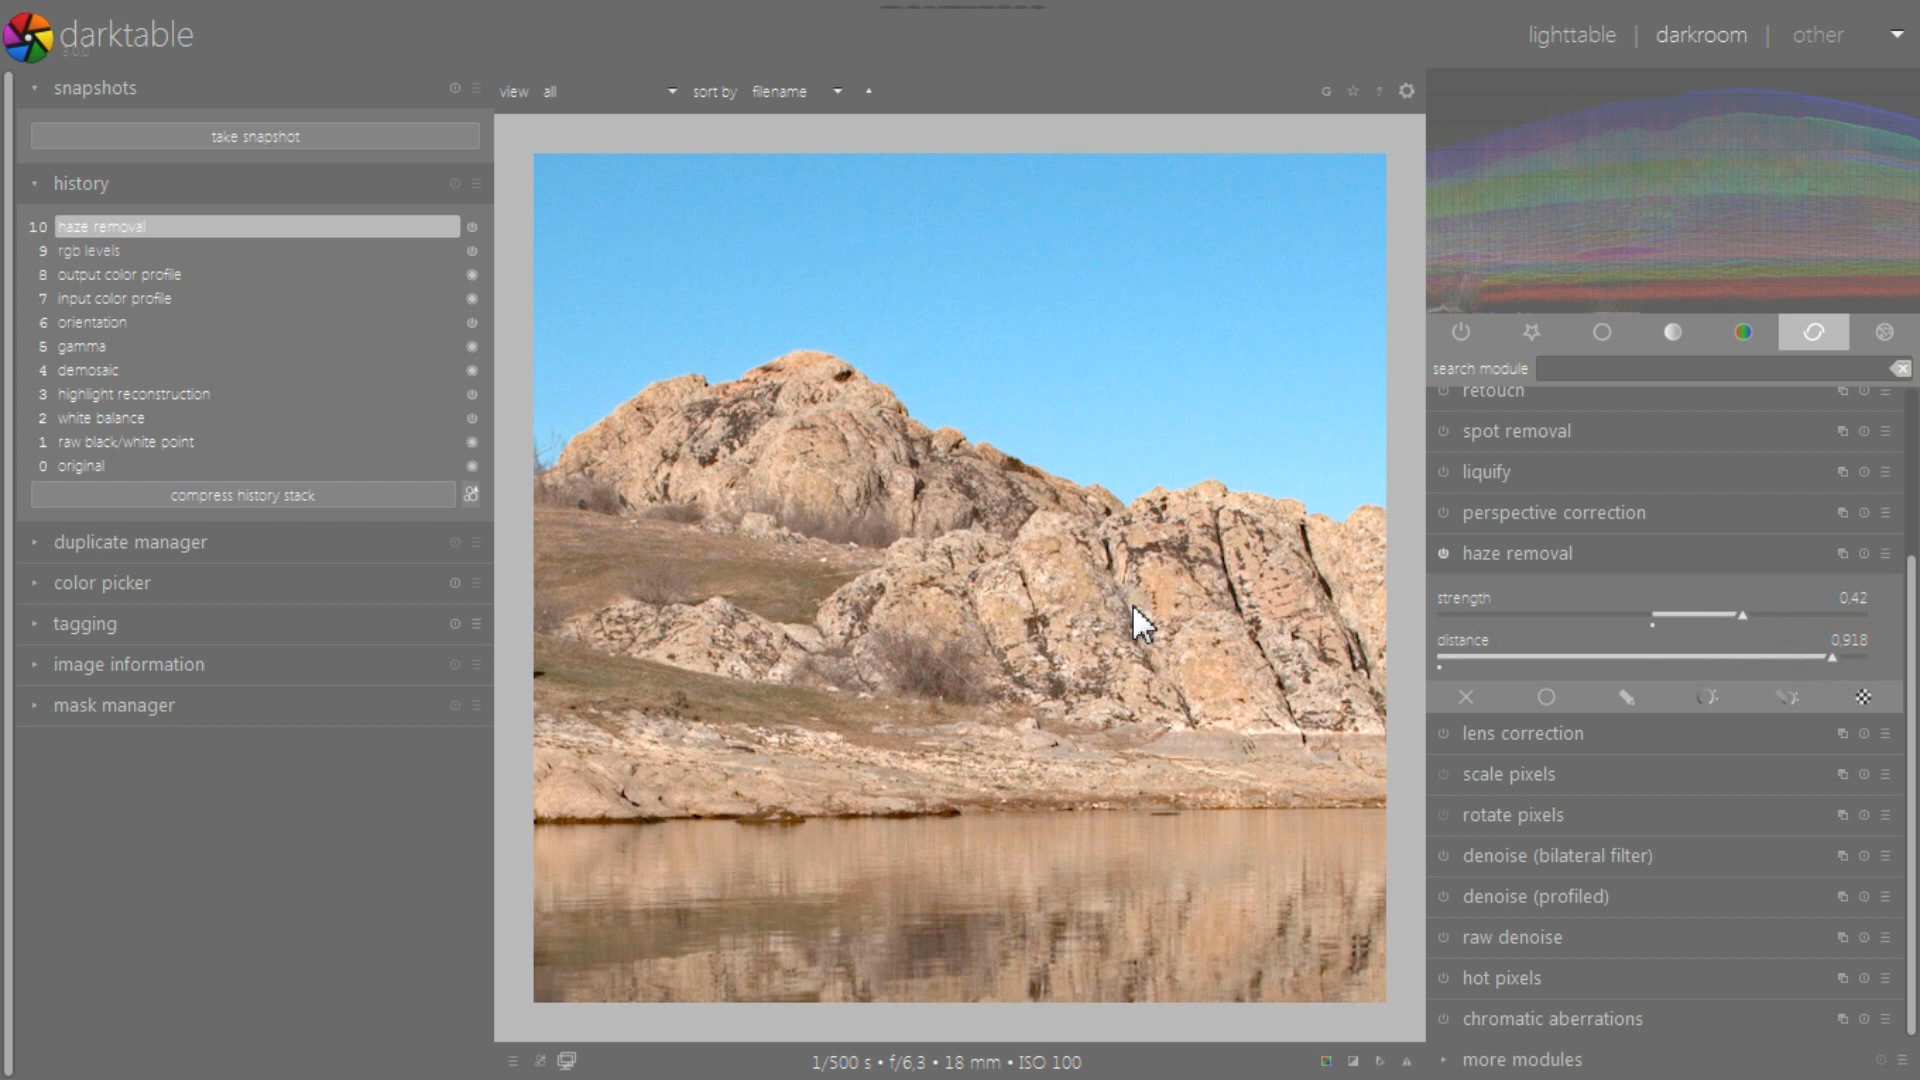 darktable
3.0.0
lighttable | darkroom | other
snapshots
take snapshot
history
10 haze removal
9 rgb levels
8 output color profile
7 input color profile
6 orientation
5 gamma
4 demosaic
3 highlight reconstruction
2 white balance
1 raw black/white point
0 original
compress history stack
duplicate manager
color picker
tagging
image information
mask manager
view all sort by filename
G ☆ ?
1/500 s • f/6,3 • 18 mm • ISO 100
search module
retouch
spot removal
liquify
perspective correction
haze removal
strength 0,42
distance 0,918
lens correction
scale pixels
rotate pixels
denoise (bilateral filter)
denoise (profiled)
raw denoise
hot pixels
chromatic aberrations
more modules